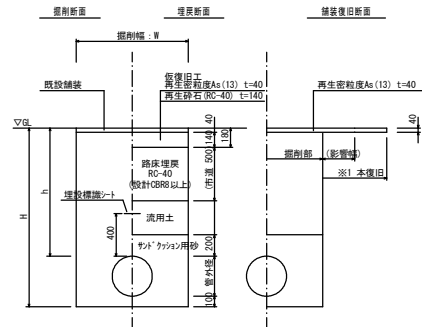 掘削断面
埋戻断面
舗装復旧断面
掘削幅：W
仮復旧工
再生密粒度As(13) t=40
再生砕石(RC-40) t=140
既設舗装
再生密粒度As(13) t=40
▽GL
40
140
180
40
掘削部
(影響幅)
※1 本復旧
路床埋戻
RC-40
(設計CBR8以上)
(市道 500)
h
H
埋設標識シート
流用土
400
サンドクッション用砂
200
管外径
100